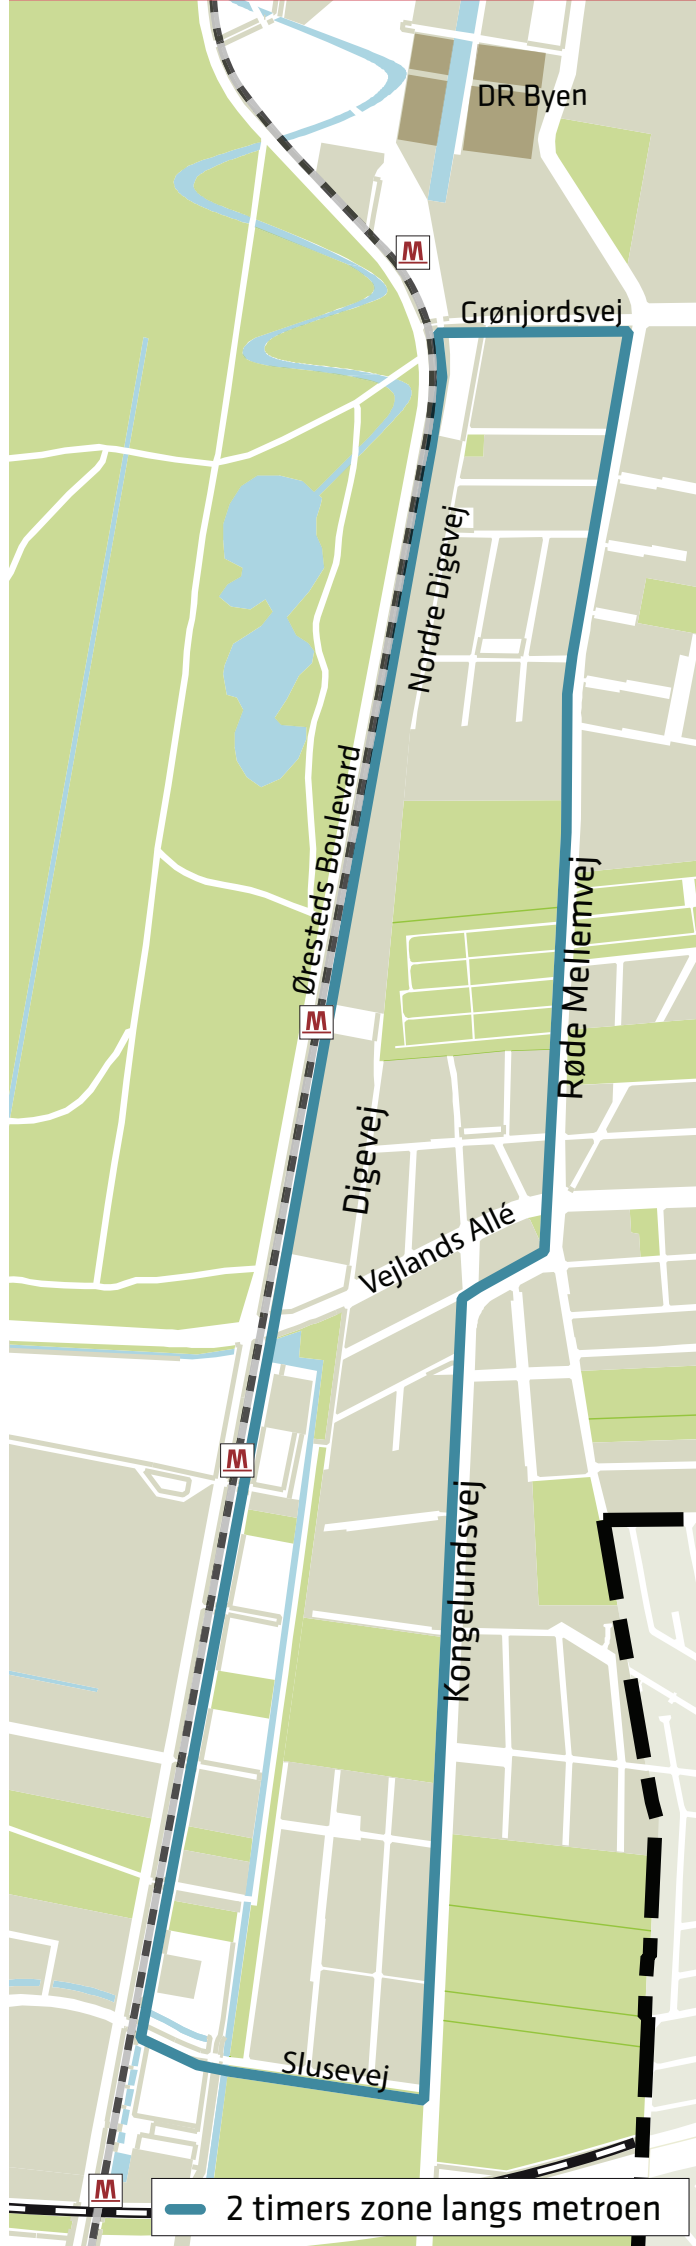 DR Byen
M
Grønjordsvej
Nordre Digevej
Øresteds Boulevard
Røde Mellemvej
M
Digevej
Vejlands Allé
M
Kongelundsvej
Slusevej
M
2 timers zone langs metroen